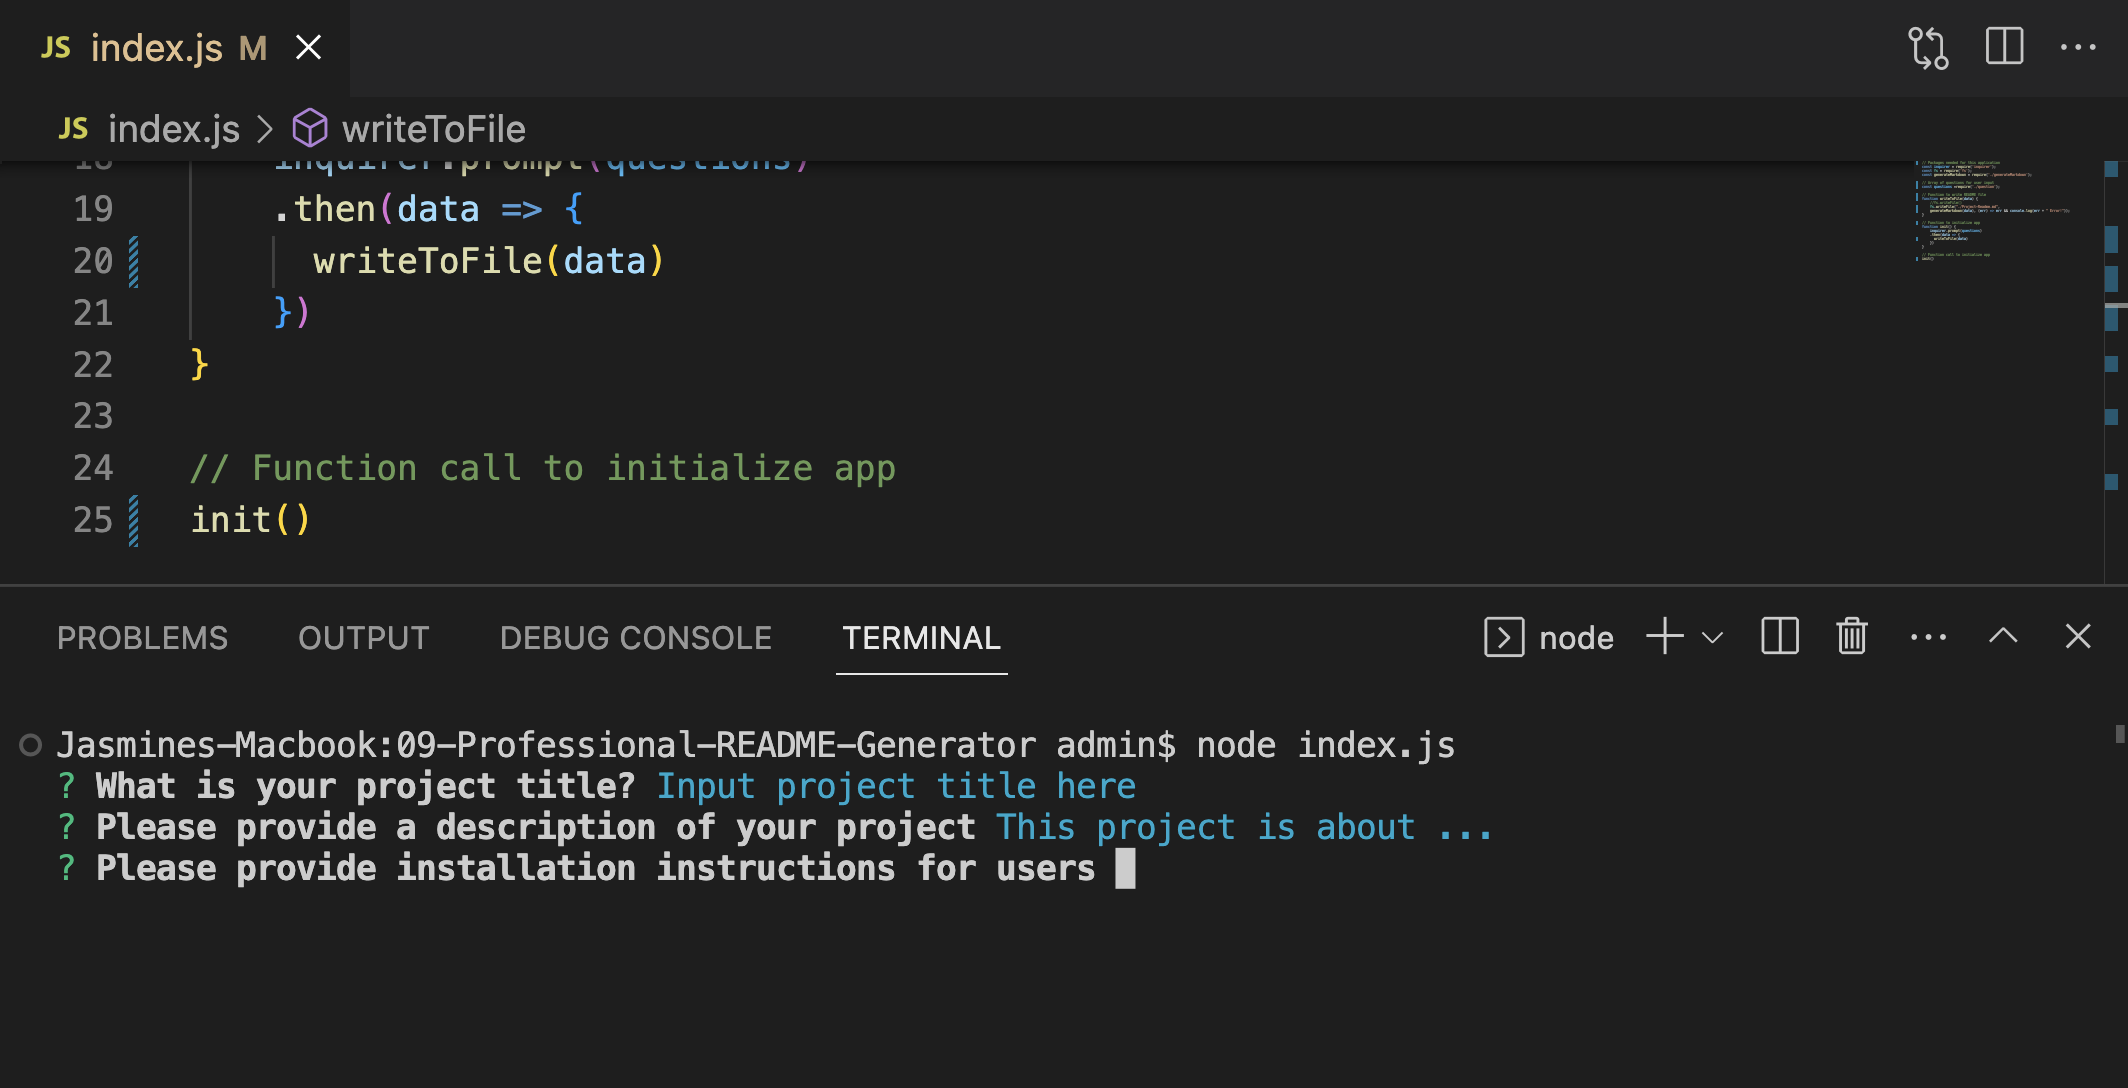 JS index.js M
JS index.js > writeToFile
inquirer.prompt(questions)
19 .then(data => {
20 writeToFile(data)
21 })
22 }
23
24 // Function call to initialize app
25 init()
PROBLEMS OUTPUT DEBUG CONSOLE TERMINAL node
Jasmines-Macbook:09-Professional-README-Generator admin$ node index.js
? What is your project title? Input project title here
? Please provide a description of your project This project is about ...
? Please provide installation instructions for users